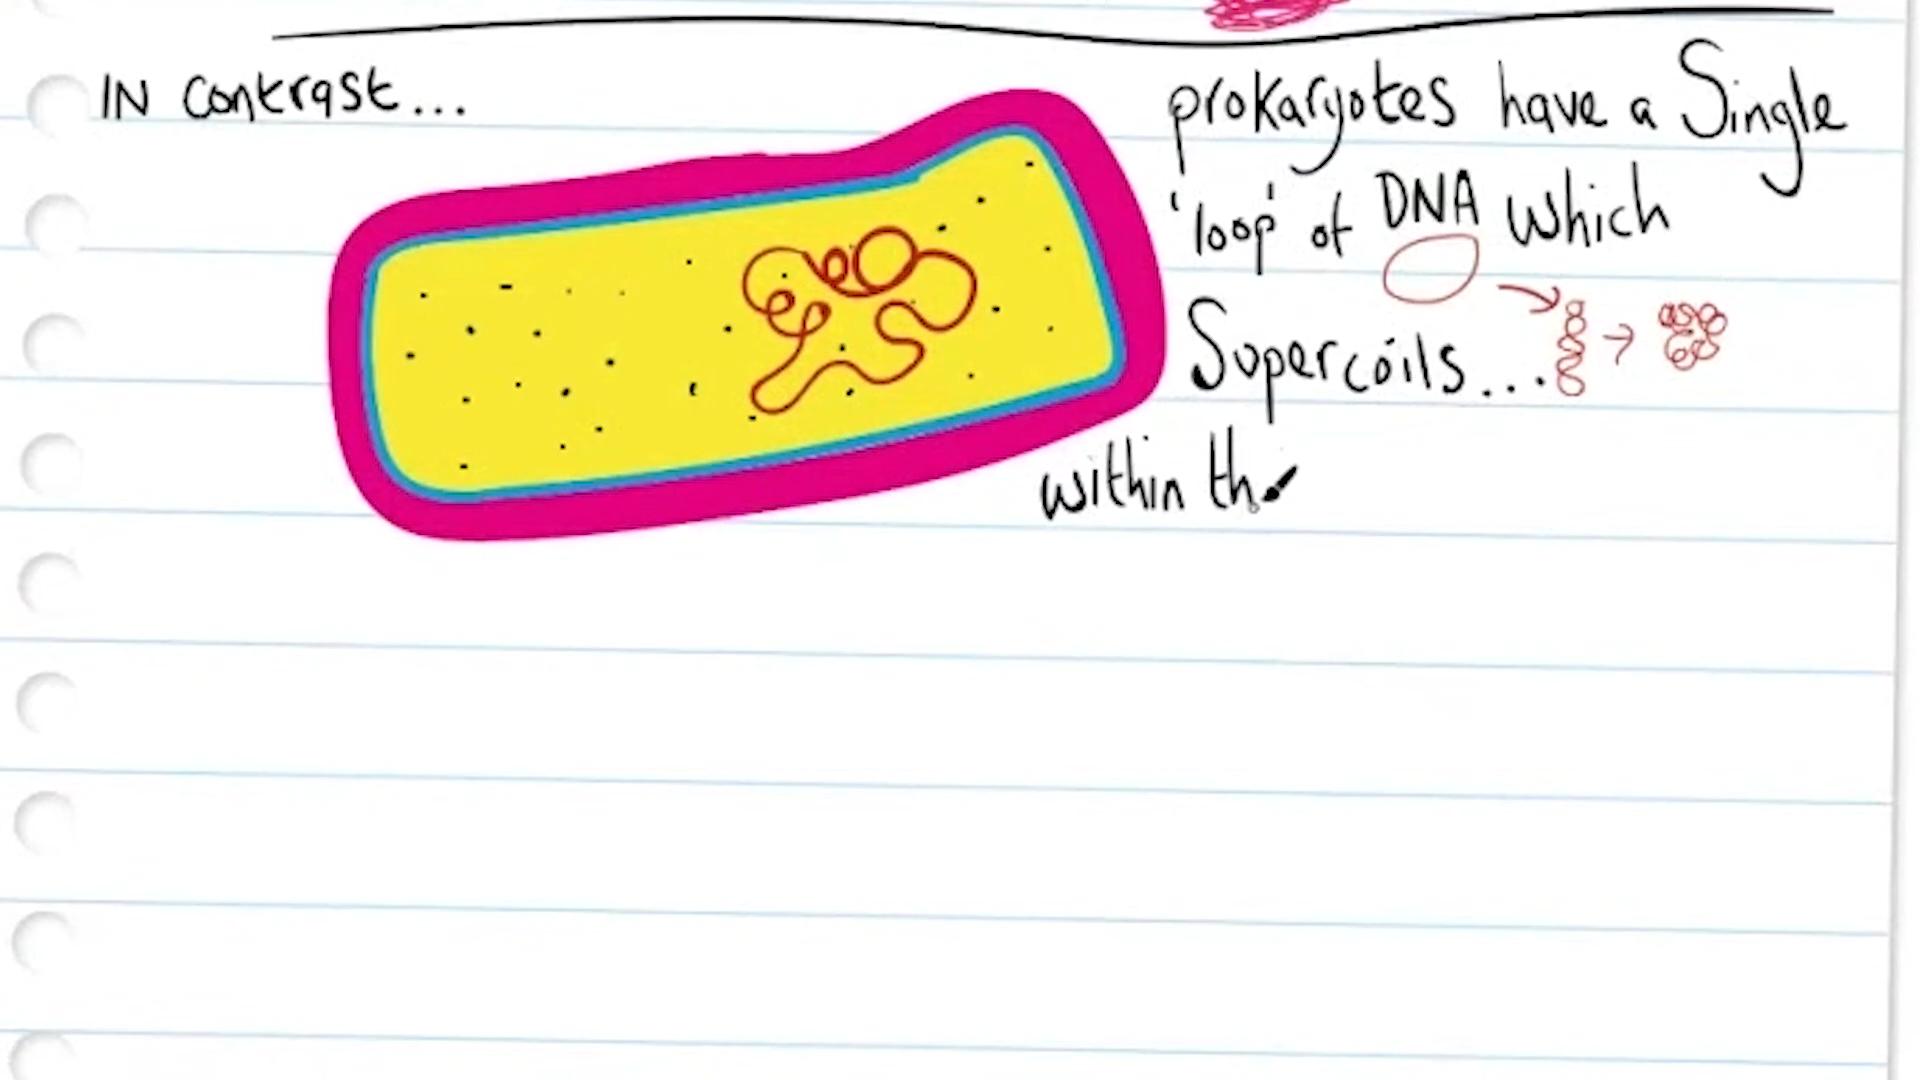 IN contrast...
prokaryotes have a Single
'loop' of DNA which
Supercoils...
within th